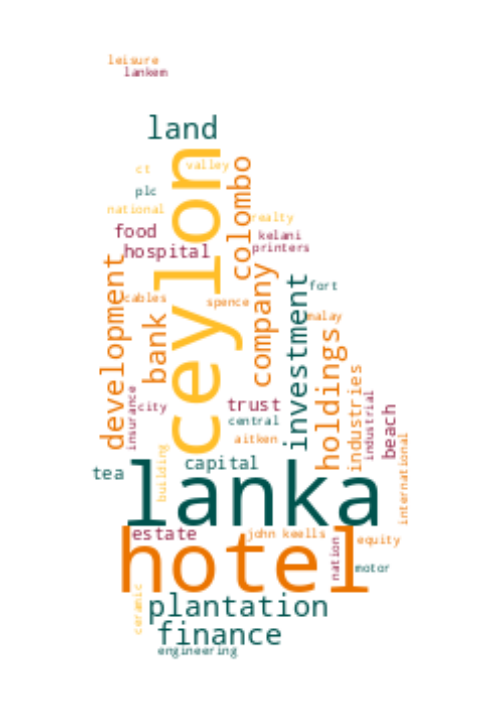 leisure
lankem
land
ct
valley
plc
ceylon
colombo
national
realty
food
kelani
hospital
printers
development
cables
spence
company
investment
fort
bank
malay
holdings
industries
insurance
city
trust
industrial
beach
central
aitken
international
building
tea
capital
lanka
estate
john keells
hotel
nation
equity
motor
ceramic
plantation
finance
engineering